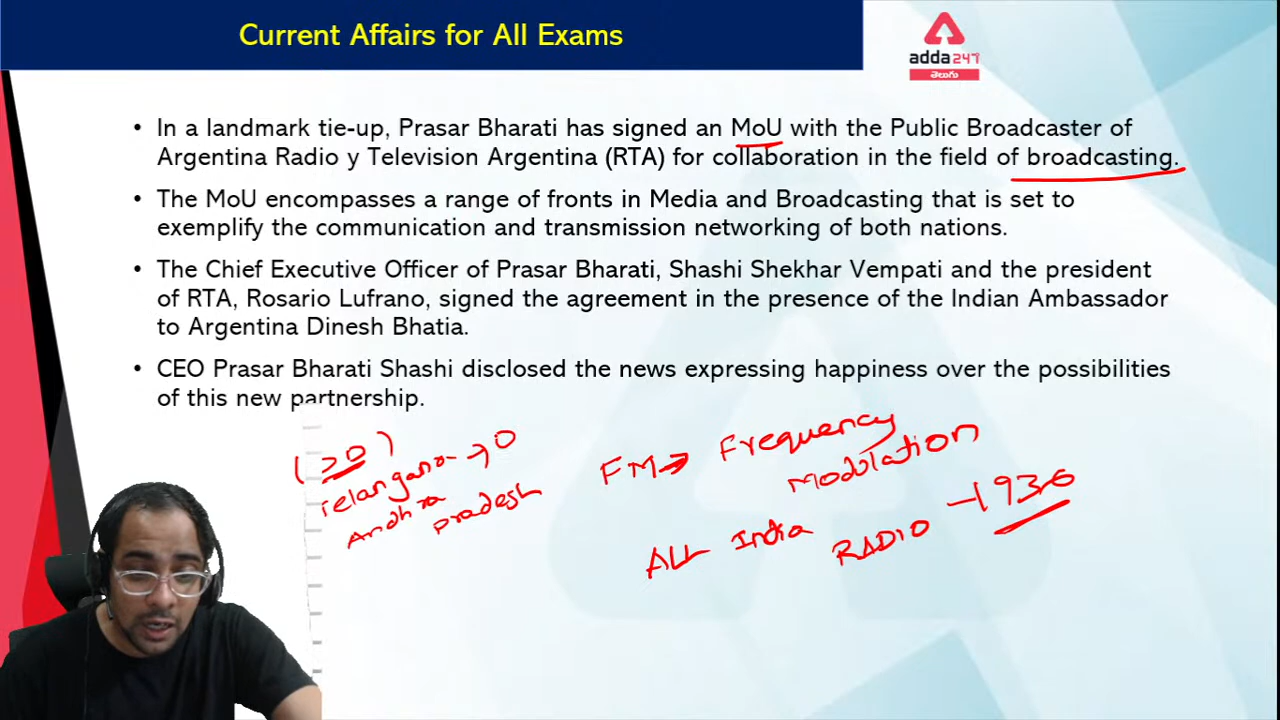 Current Affairs for All Exams
adda247
తెలుగు
• In a landmark tie-up, Prasar Bharati has signed an MoU with the Public Broadcaster of
Argentina Radio y Television Argentina (RTA) for collaboration in the field of broadcasting.
• The MoU encompasses a range of fronts in Media and Broadcasting that is set to
exemplify the communication and transmission networking of both nations.
• The Chief Executive Officer of Prasar Bharati, Shashi Shekhar Vempati and the president
of RTA, Rosario Lufrano, signed the agreement in the presence of the Indian Ambassador
to Argentina Dinesh Bhatia.
• CEO Prasar Bharati Shashi disclosed the news expressing happiness over the possibilities
of this new partnership.
(20)
Telangana → 0
Andhra
pradesh
FM → Frequency
Modulation
ALL India RADIO - 1936